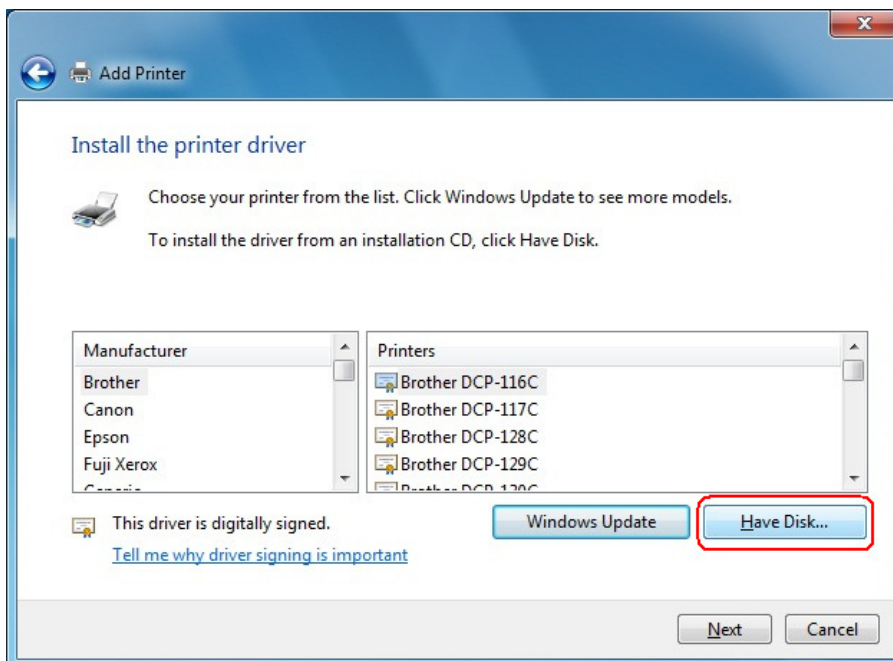 Add Printer
Install the printer driver
Choose your printer from the list. Click Windows Update to see more models.
To install the driver from an installation CD, click Have Disk.
Manufacturer
Brother
Canon
Epson
Fuji Xerox
Printers
Brother DCP-116C
Brother DCP-117C
Brother DCP-128C
Brother DCP-129C
This driver is digitally signed.
Tell me why driver signing is important
Windows Update
Have Disk...
Next
Cancel